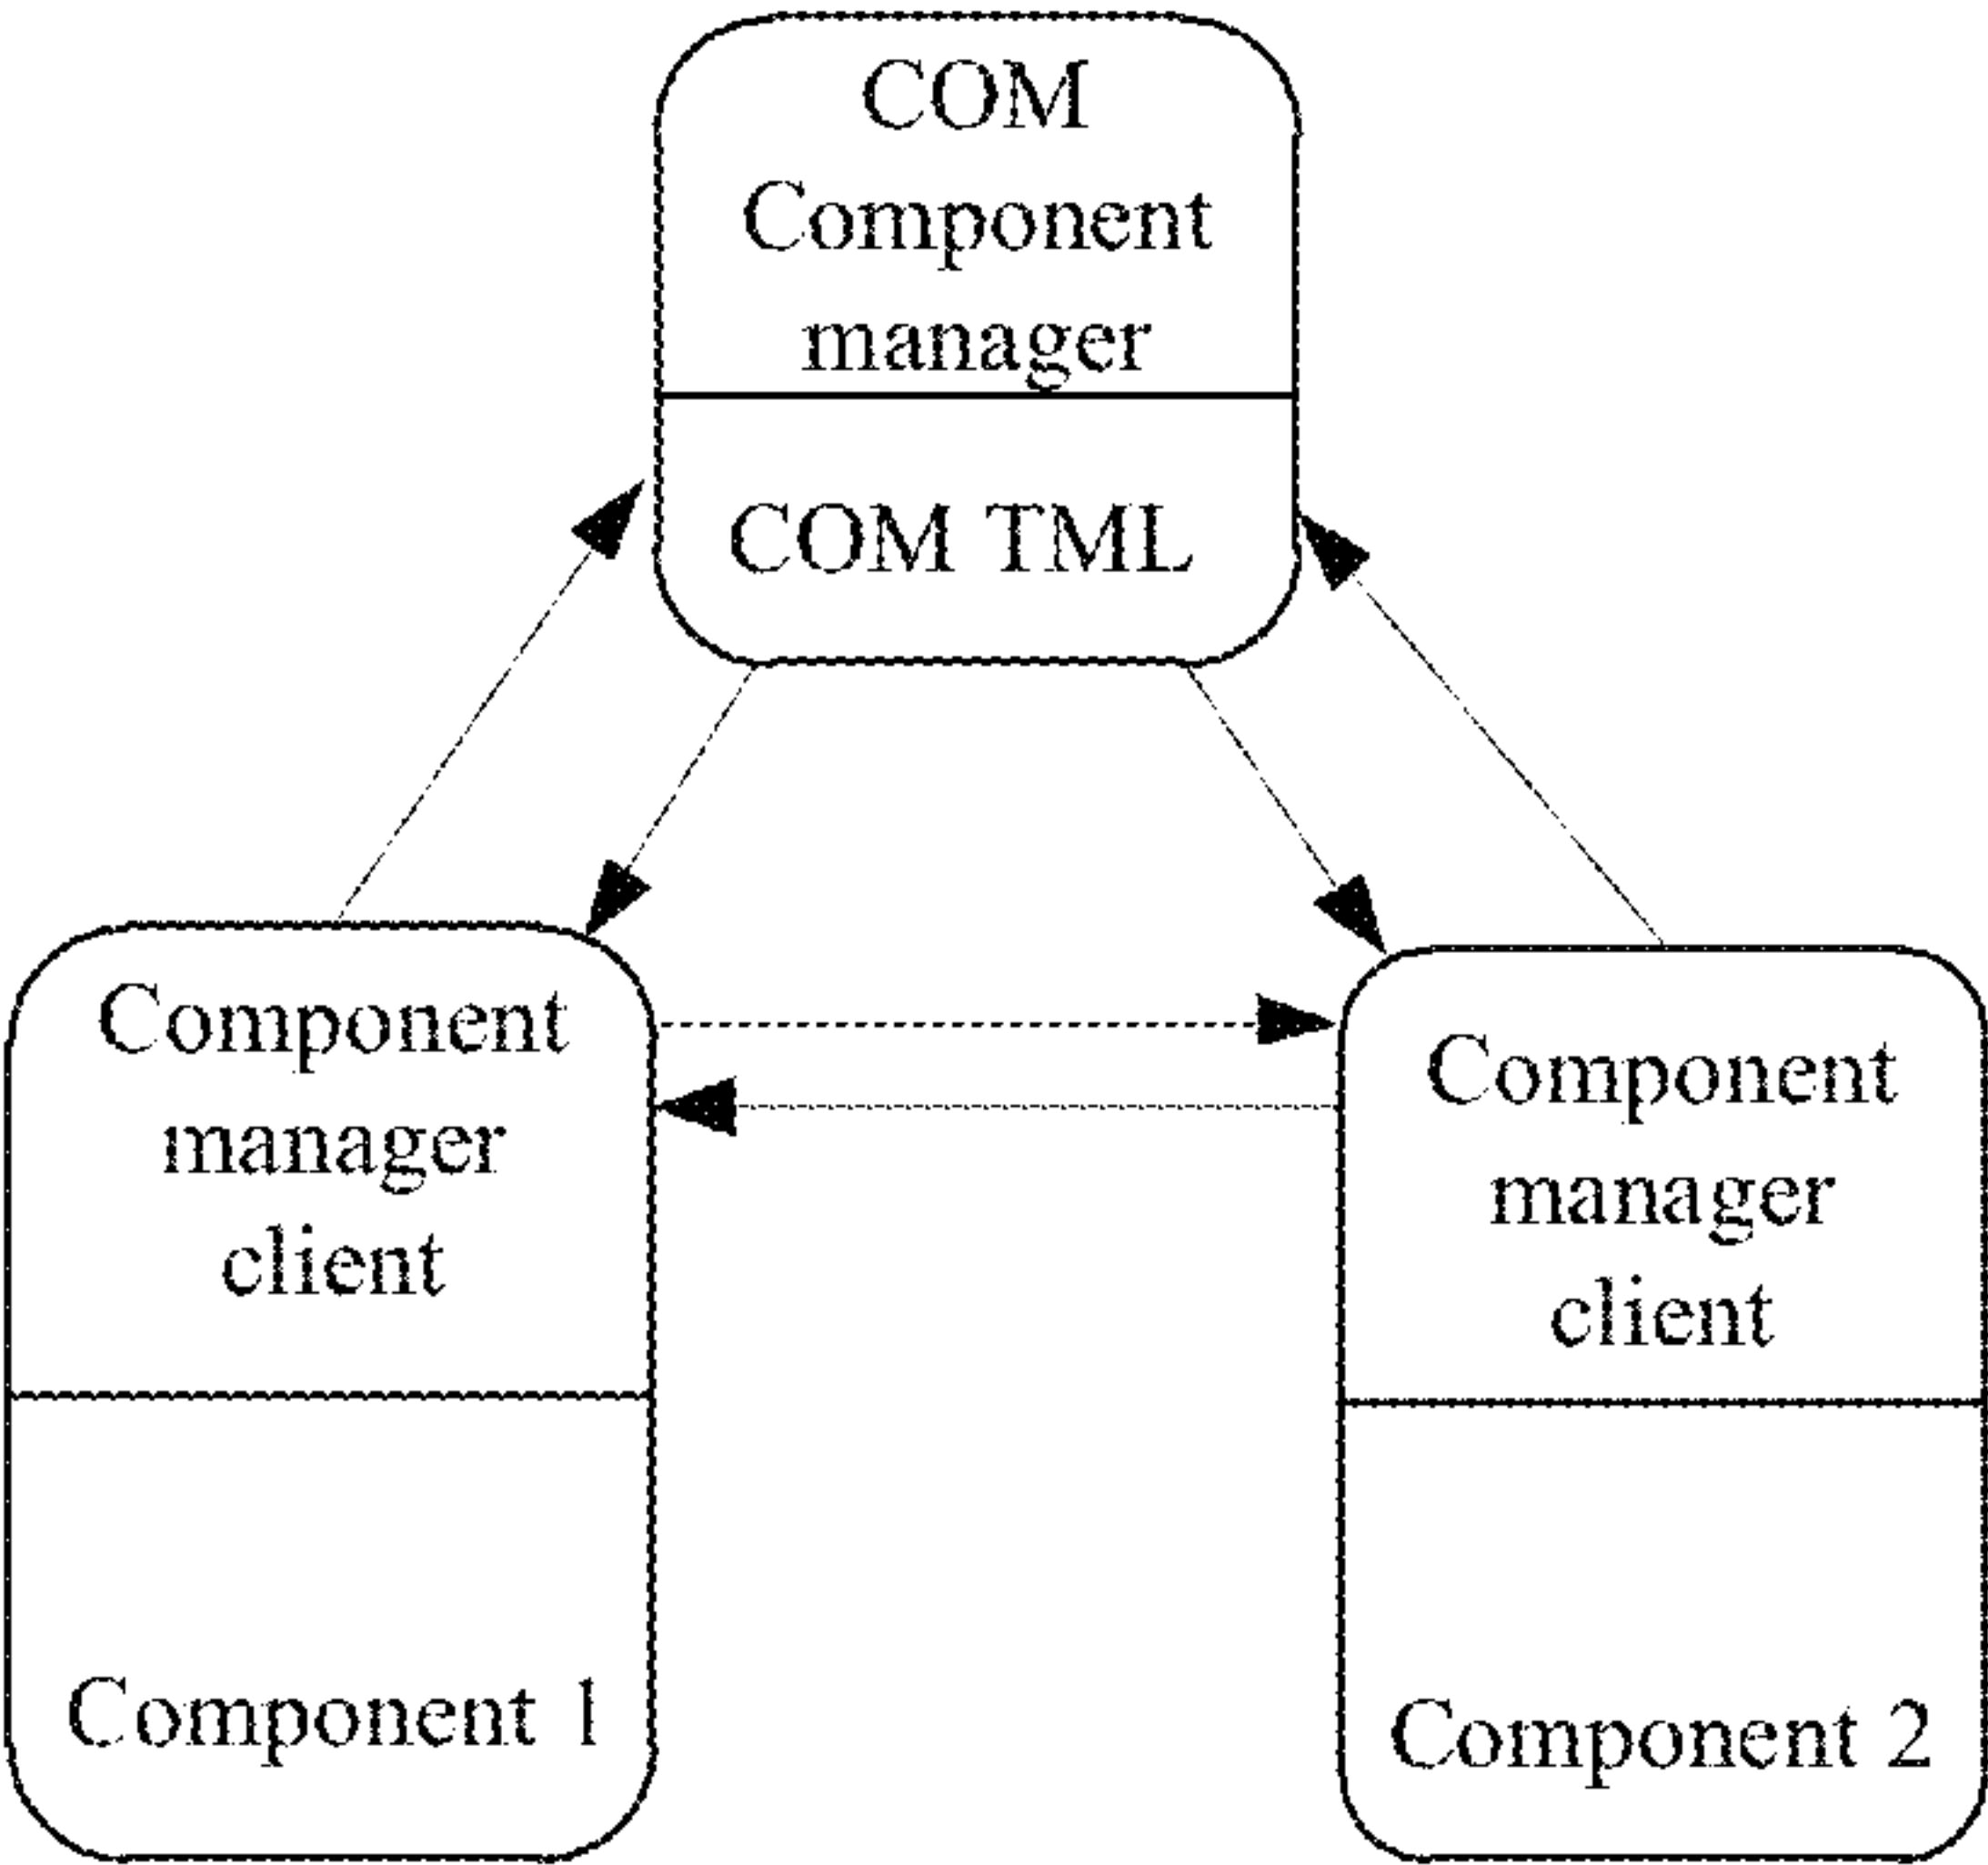 COM
Component
manager
COM TML
Component
manager
client
Component 1
Component
manager
client
Component 2